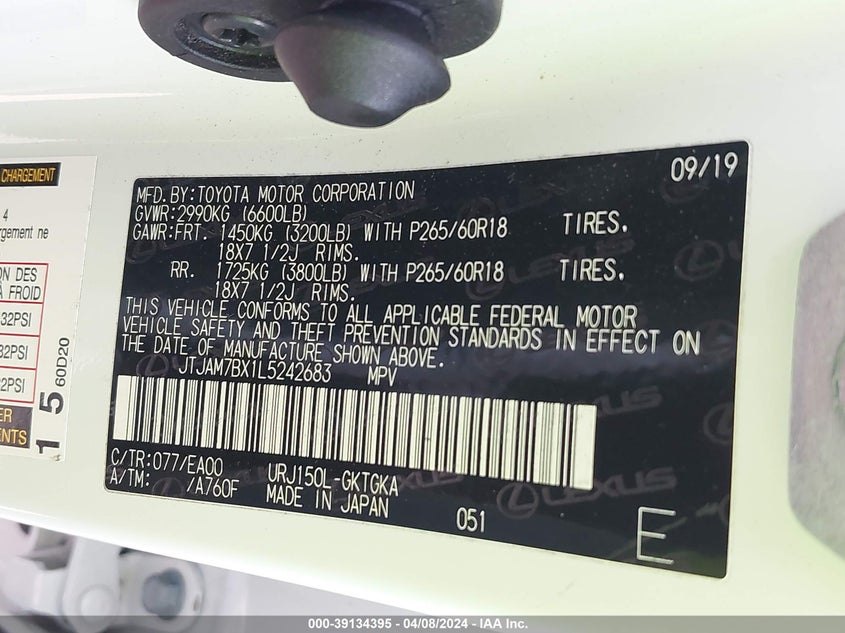 09/19
MFD.BY:TOYOTA MOTOR CORPORATION
GVWR:2990KG (6600LB)
GAWR:FRT. 1450KG (3200LB) WITH P265/60R18 TIRES,
18X7 1/2J RIMS.
RR. 1725KG (3800LB) WITH P265/60R18 TIRES,
18X7 1/2J RIMS.
THIS VEHICLE CONFORMS TO ALL APPLICABLE FEDERAL MOTOR
VEHICLE SAFETY AND THEFT PREVENTION STANDARDS IN EFFECT ON
THE DATE OF MANUFACTURE SHOWN ABOVE.
JTJAM7BX1L5242683 MPV
C/TR:077/EA00 URJ150L-GKTGKA
A/TM: /A760F MADE IN JAPAN 051
E
LEXUS
CHARGEMENT
4
rgement ne
ON DES
À FROID
32PSI
32PSI
2PSI
ER
ENTS
1 5 60D20
000-39134395 - 04/08/2024 - IAA Inc.